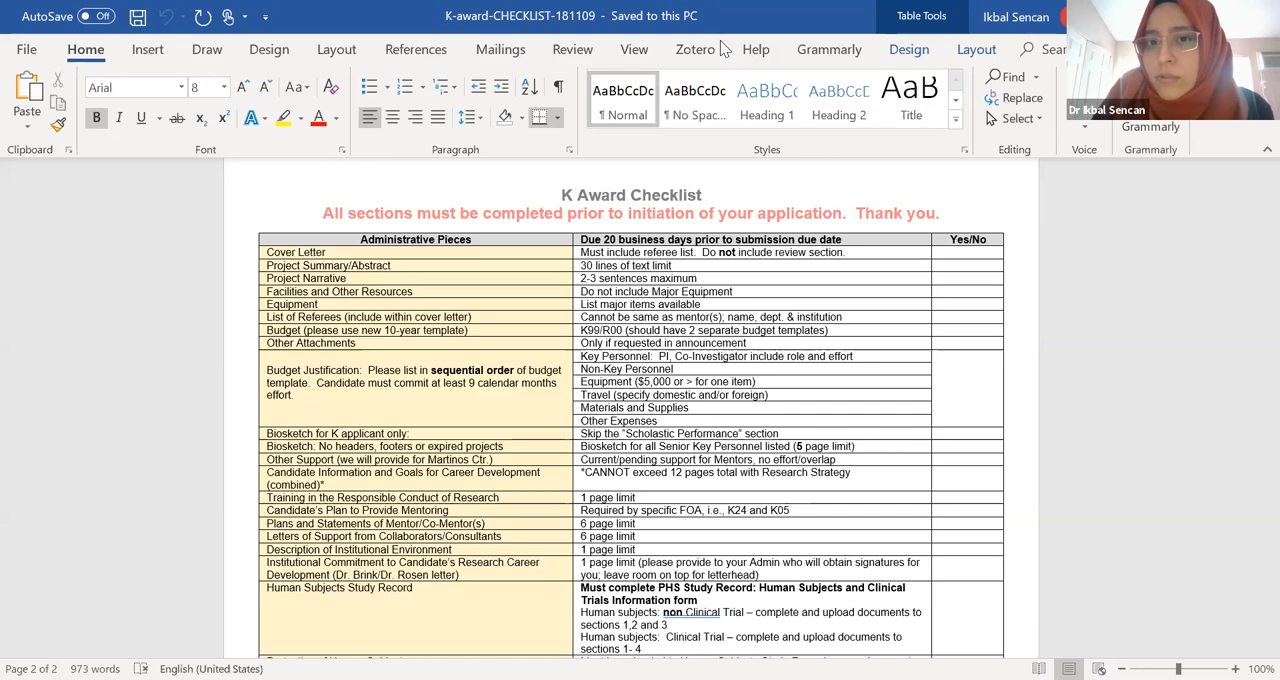 AutoSave Off
K-award-CHECKLIST-181109 - Saved to this PC
Table Tools
Ikbal Sencan
File Home Insert Draw Design Layout References Mailings Review View Zotero Help Grammarly Design Layout Sear
Dr Ikbal Sencan
Paste
Clipboard
Arial 8
Aa
B I U ab x₂ x² A A
Font
Paragraph
AaBbCcDc ¶ Normal
AaBbCcDc ¶ No Spac...
AaBbCc Heading 1
AaBbCcE Heading 2
AaB Title
Styles
Find
Replace
Select
Editing
Voice
Grammarly
Grammarly
K Award Checklist
All sections must be completed prior to initiation of your application. Thank you.
Administrative Pieces Due 20 business days prior to submission due date Yes/No
Cover Letter Must include referee list. Do not include review section.
Project Summary/Abstract 30 lines of text limit
Project Narrative 2-3 sentences maximum
Facilities and Other Resources Do not include Major Equipment
Equipment List major items available
List of Referees (include within cover letter) Cannot be same as mentor(s); name, dept. & institution
Budget (please use new 10-year template) K99/R00 (should have 2 separate budget templates)
Other Attachments Only if requested in announcement
Budget Justification: Please list in sequential order of budget
template. Candidate must commit at least 9 calendar months
effort.
Key Personnel: PI, Co-Investigator include role and effort
Non-Key Personnel
Equipment ($5,000 or > for one item)
Travel (specify domestic and/or foreign)
Materials and Supplies
Other Expenses
Biosketch for K applicant only: Skip the "Scholastic Performance" section
Biosketch: No headers, footers or expired projects Biosketch for all Senior Key Personnel listed (5 page limit)
Other Support (we will provide for Martinos Ctr.) Current/pending support for Mentors, no effort/overlap
Candidate Information and Goals for Career Development
(combined)*
*CANNOT exceed 12 pages total with Research Strategy
Training in the Responsible Conduct of Research 1 page limit
Candidate's Plan to Provide Mentoring Required by specific FOA, i.e., K24 and K05
Plans and Statements of Mentor/Co-Mentor(s) 6 page limit
Letters of Support from Collaborators/Consultants 6 page limit
Description of Institutional Environment 1 page limit
Institutional Commitment to Candidate's Research Career
Development (Dr. Brink/Dr. Rosen letter)
1 page limit (please provide to your Admin who will obtain signatures for
you; leave room on top for letterhead)
Human Subjects Study Record
Must complete PHS Study Record: Human Subjects and Clinical
Trials Information form
Human subjects: non Clinical Trial – complete and upload documents to
sections 1,2 and 3
Human subjects: Clinical Trial – complete and upload documents to
sections 1- 4
Page 2 of 2 973 words English (United States) 100%